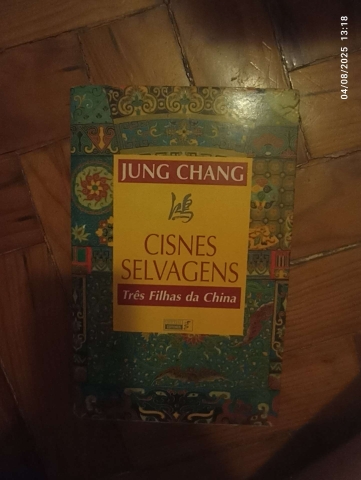 JUNG CHANG
鴻
CISNES
SELVAGENS
Três Filhas da China
04/08/2025 13:18